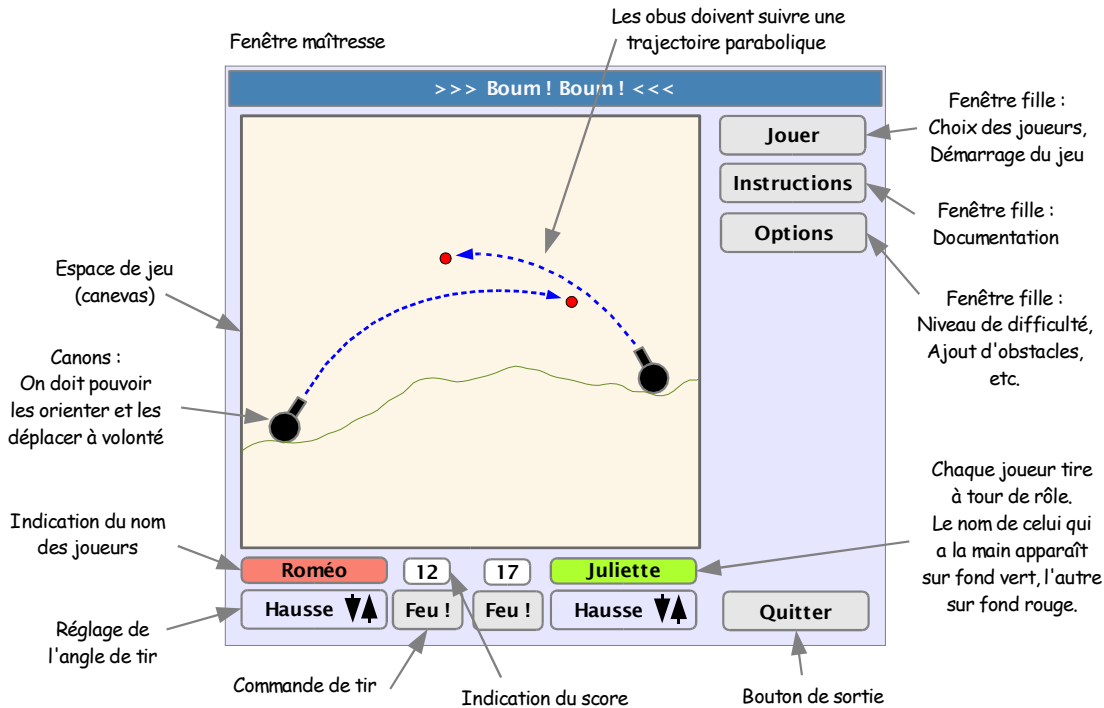 Les obus doivent suivre une
trajectoire parabolique
Fenêtre maîtresse
>>> Boum ! Boum ! <<<
Fenêtre fille :
Choix des joueurs,
Démarrage du jeu
Jouer
Instructions
Fenêtre fille :
Documentation
Options
Espace de jeu
(canevas)
Fenêtre fille :
Niveau de difficulté,
Ajout d'obstacles,
etc.
Canons :
On doit pouvoir
les orienter et les
déplacer à volonté
Chaque joueur tire
à tour de rôle.
Le nom de celui qui
a la main apparaît
sur fond vert, l'autre
sur fond rouge.
Indication du nom
des joueurs
Roméo
12
17
Juliette
Hausse
Feu !
Feu !
Hausse
Quitter
Réglage de
l'angle de tir
Commande de tir
Indication du score
Bouton de sortie